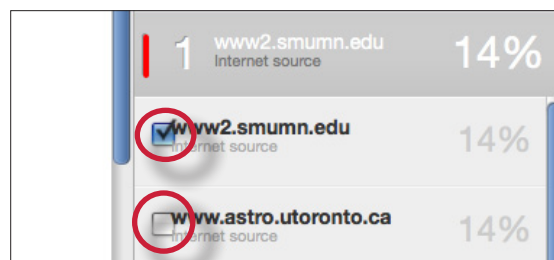 1 www2.smumn.edu 14%
Internet source
www2.smumn.edu 14%
Internet source
www.astro.utoronto.ca 14%
Internet source